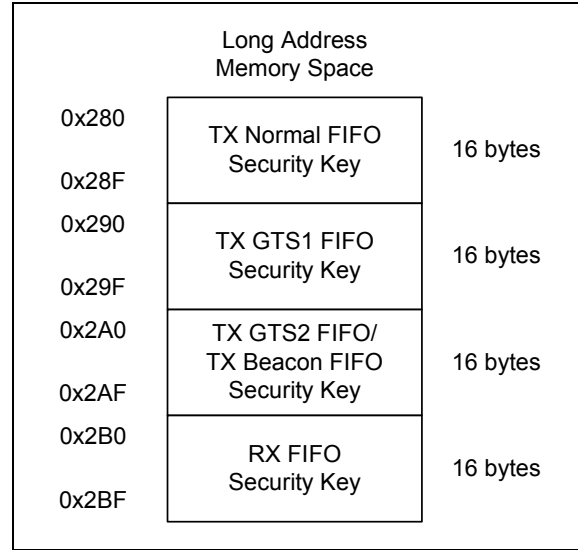 Long Address
Memory Space
0x280
TX Normal FIFO
Security Key
16 bytes
0x28F
0x290
TX GTS1 FIFO
Security Key
16 bytes
0x29F
0x2A0
TX GTS2 FIFO/
TX Beacon FIFO
Security Key
16 bytes
0x2AF
0x2B0
RX FIFO
Security Key
16 bytes
0x2BF